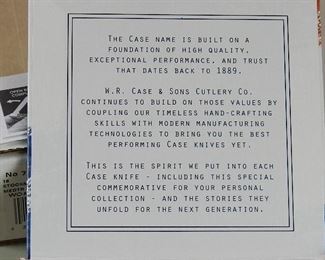 The Case name is built on a
foundation of high quality,
exceptional performance, and trust
that dates back to 1889.
W.R. Case & Sons Cutlery Co.
continues to build on those values by
coupling our timeless hand-crafting
skills with modern manufacturing
technologies to bring you the best
performing Case knives yet.
This is the spirit we put into each
Case knife - including this special
commemorative for your personal
collection - and the stories they
unfold for the next generation.
OPEN
No 7
18